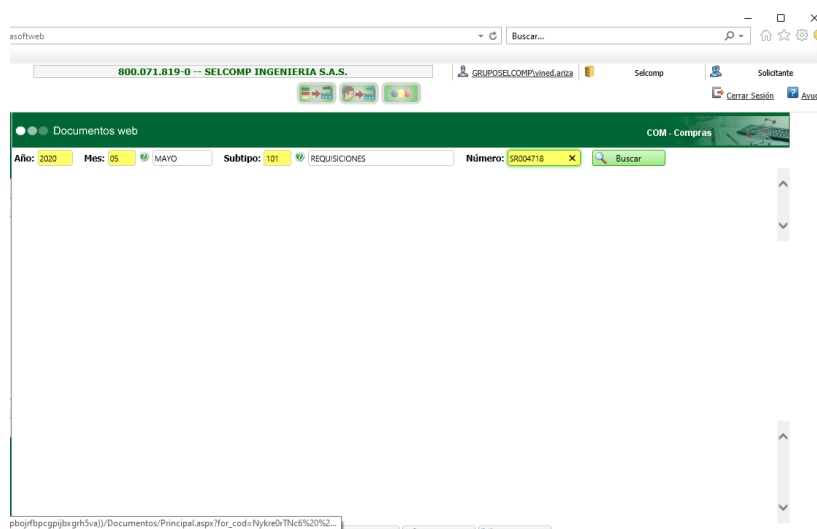 asoftweb
Buscar...
800.071.819-0 -- SELCOMP INGENIERIA S.A.S.
GRUPOSELCOMP\vined.ariza
Selcomp
Solicitante
Cerrar Sesión
Documentos web
COM - Compras
Año: 2020 Mes: 05 MAYO Subtipo: 101 REQUISICIONES Número: SR004718 Buscar
pbojrfbpcgpijbxgrh5va))/Documentos/Principal.aspx?for_cod=Nykre0rTNc6%20%2...